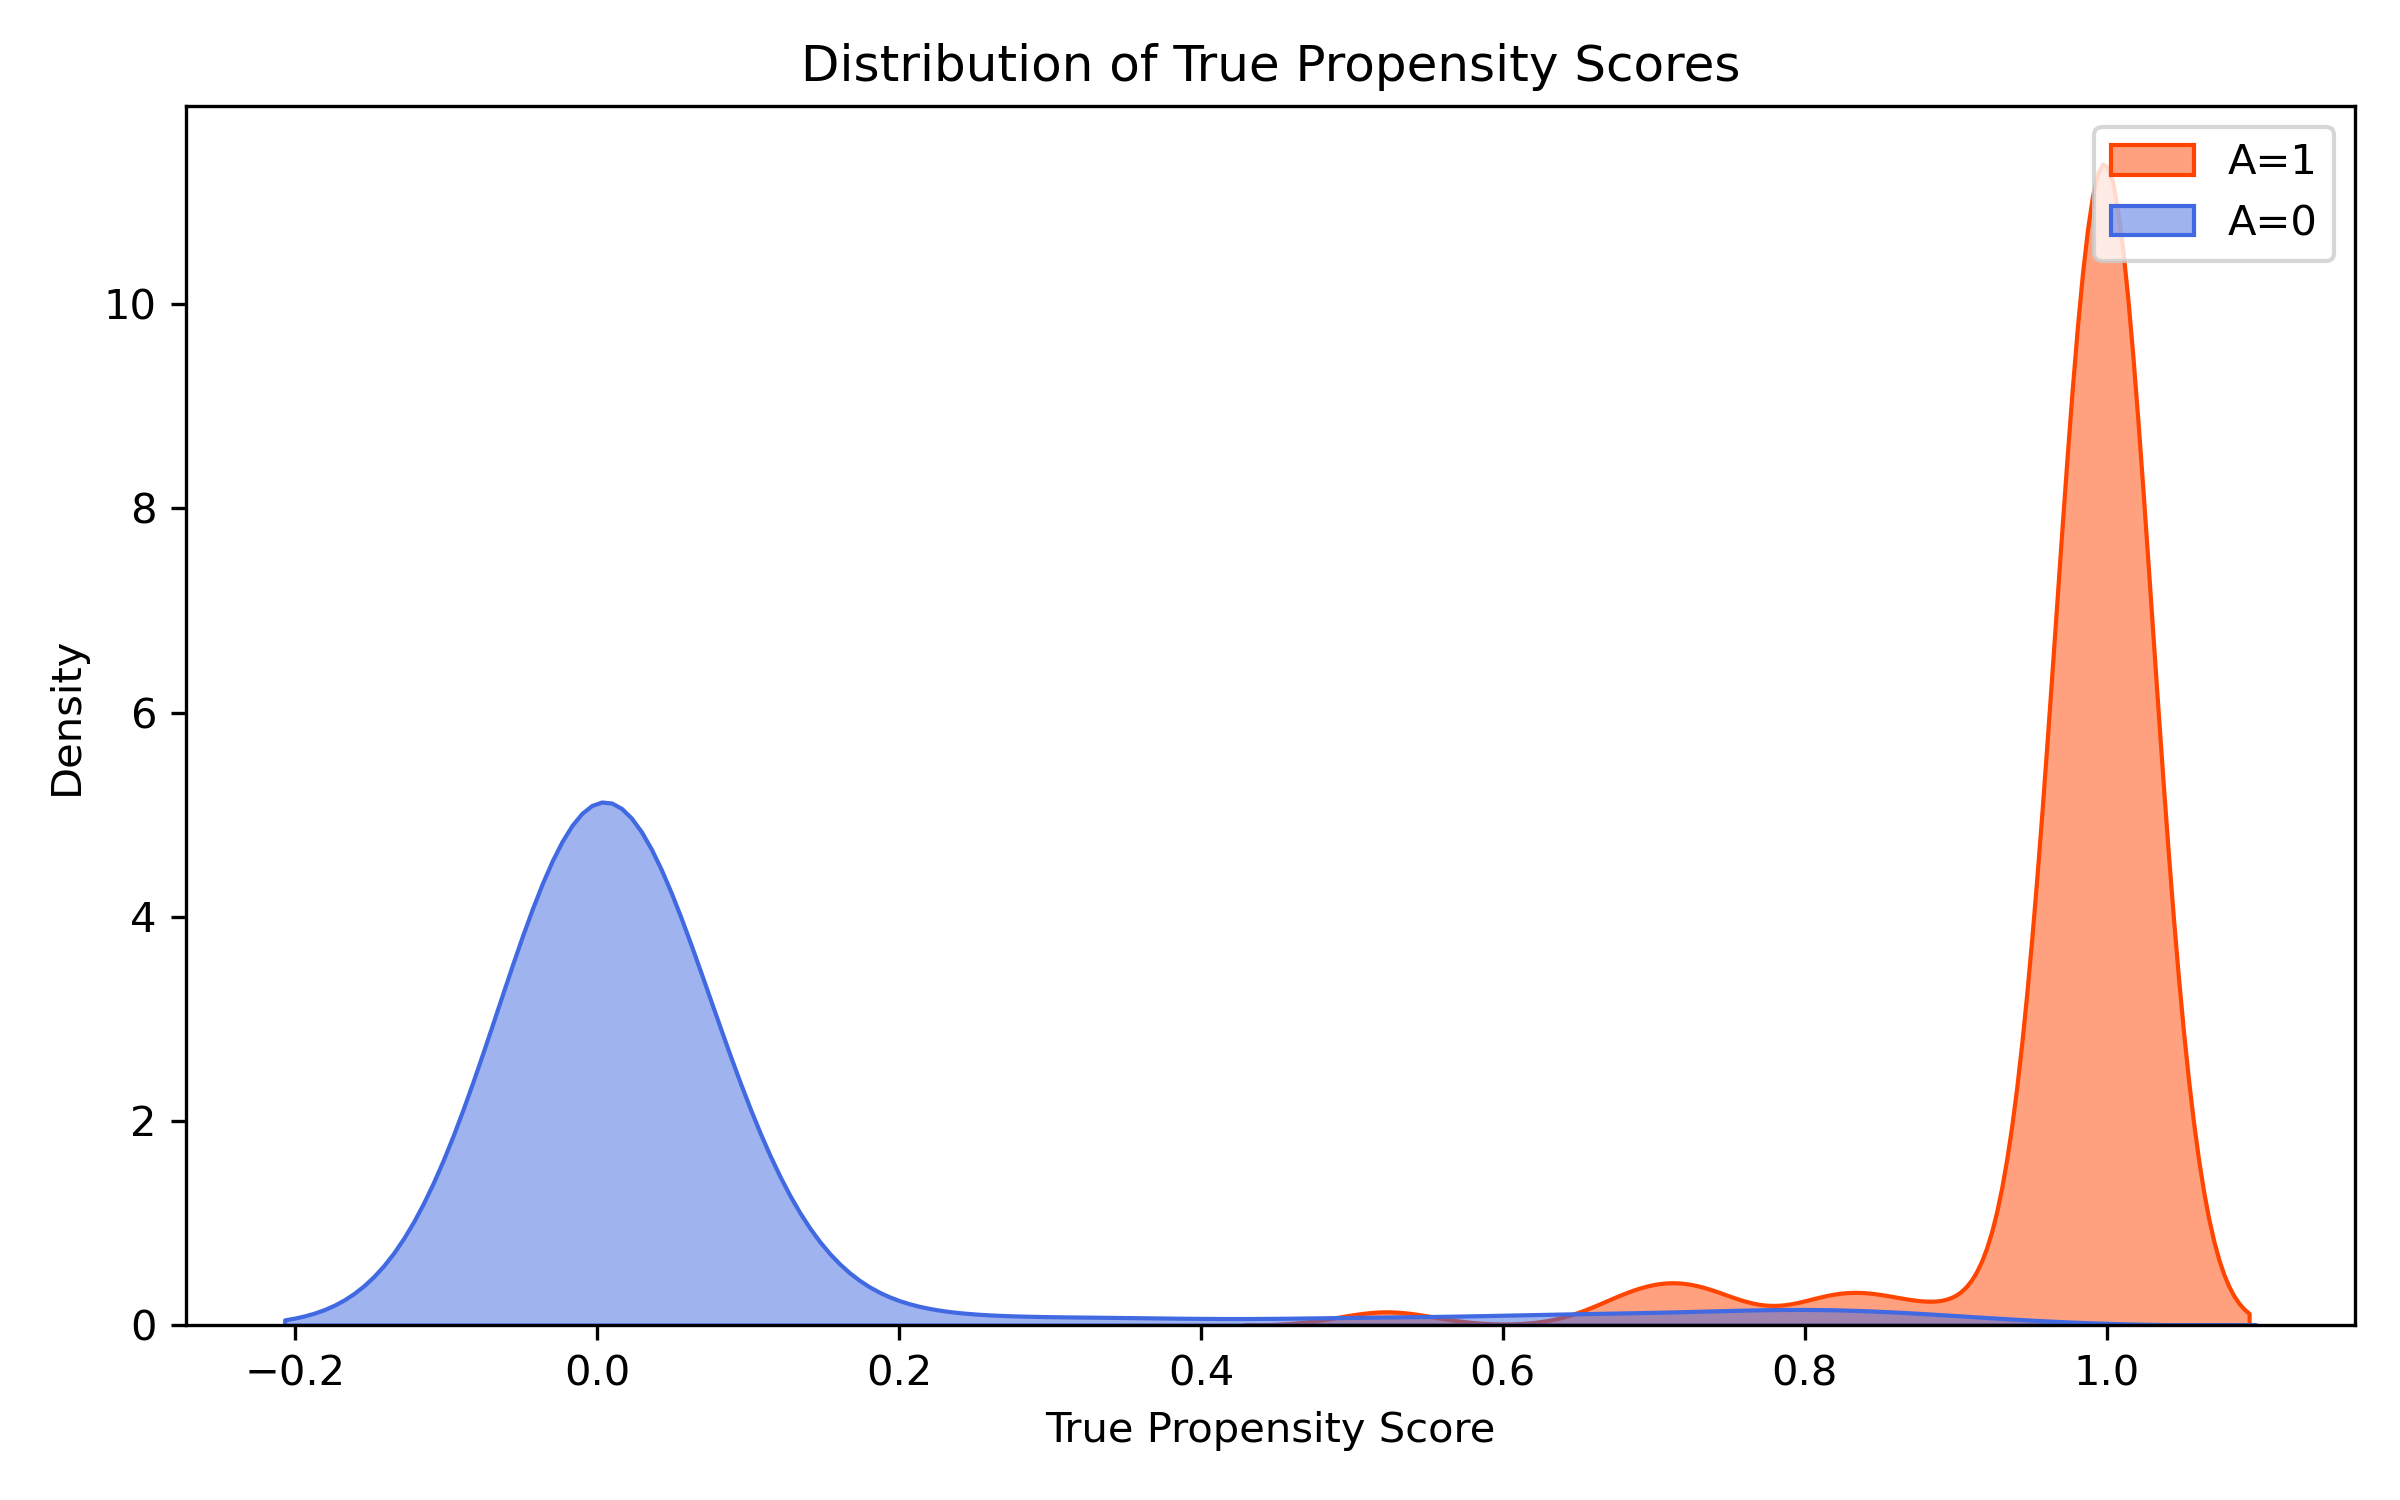 Distribution of True Propensity Scores
A=1
A=0
Density
10
8
6
4
2
0
−0.2 0.0 0.2 0.4 0.6 0.8 1.0
True Propensity Score